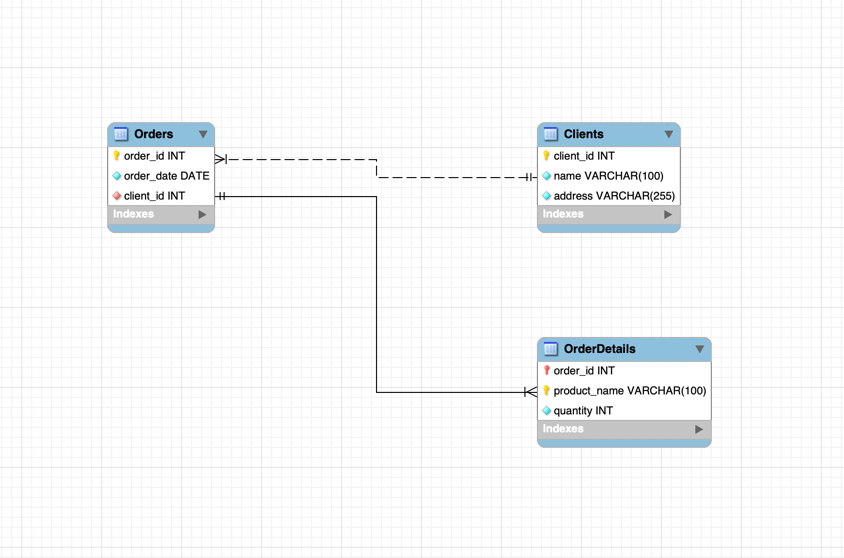 Orders
order_id INT
order_date DATE
client_id INT
Indexes
Clients
client_id INT
name VARCHAR(100)
address VARCHAR(255)
Indexes
OrderDetails
order_id INT
product_name VARCHAR(100)
quantity INT
Indexes